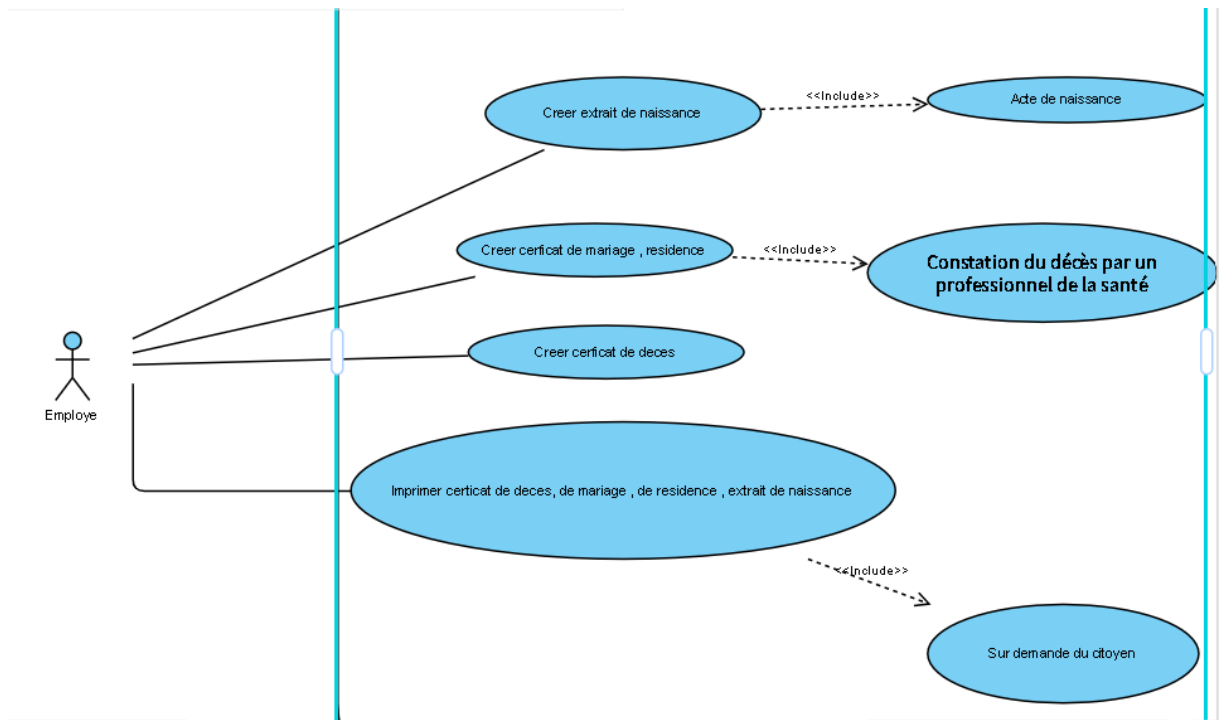 Creer extrait de naissance
<<Include>>
Acte de naissance
Creer cerficat de mariage , residence
<<Include>>
Constation du décès par un
professionnel de la santé
Creer cerficat de deces
Employe
Imprimer certicat de deces, de mariage , de residence , extrait de naissance
<<Include>>
Sur demande du citoyen